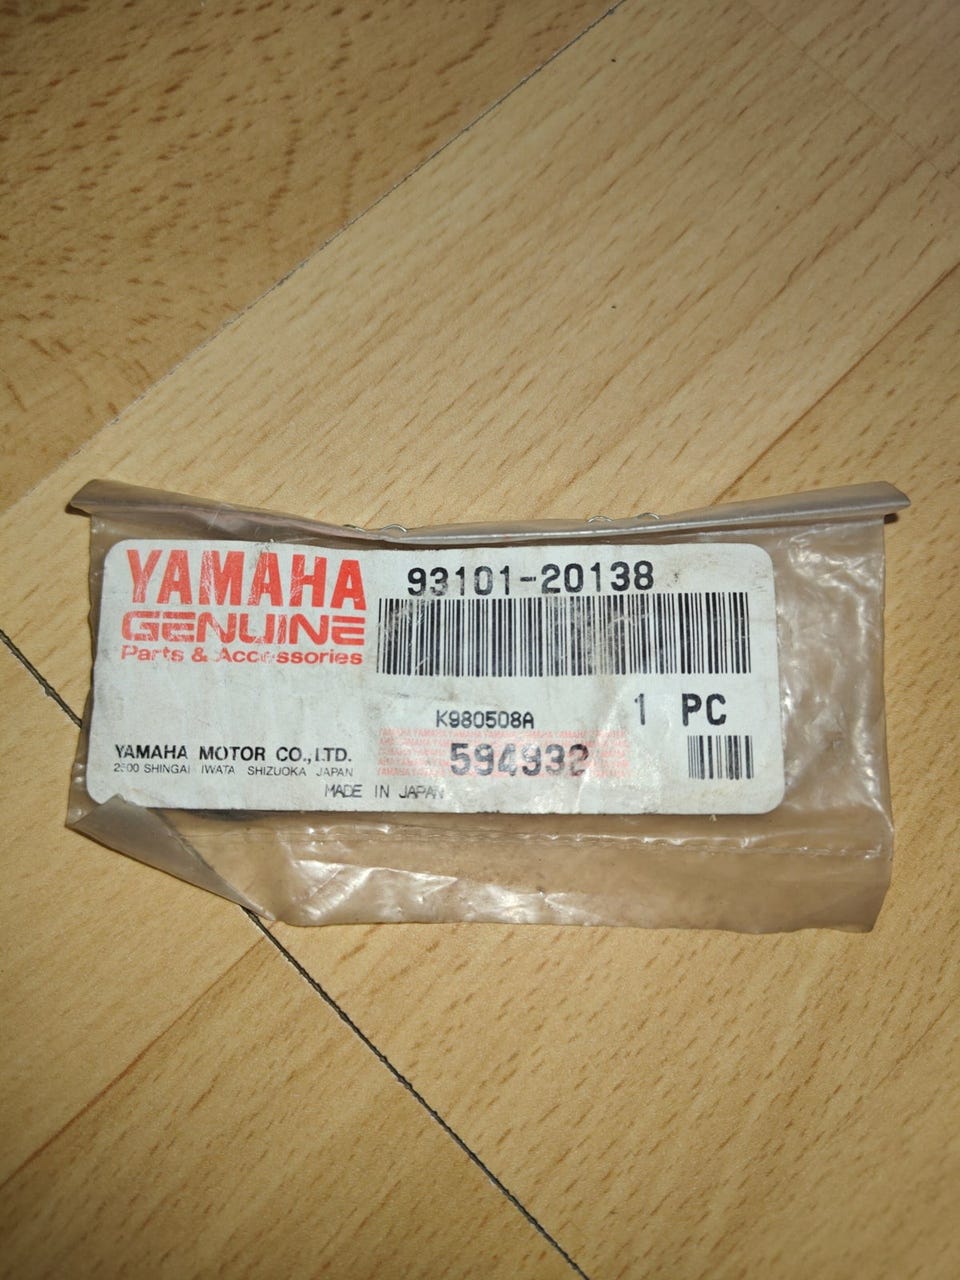 YAMAHA
GENUINE
Parts & Accessories
93101-20138
K980508A
1 PC
594932
YAMAHA MOTOR CO., LTD.
2500 SHINGAI IWATA SHIZUOKA JAPAN
MADE IN JAPAN